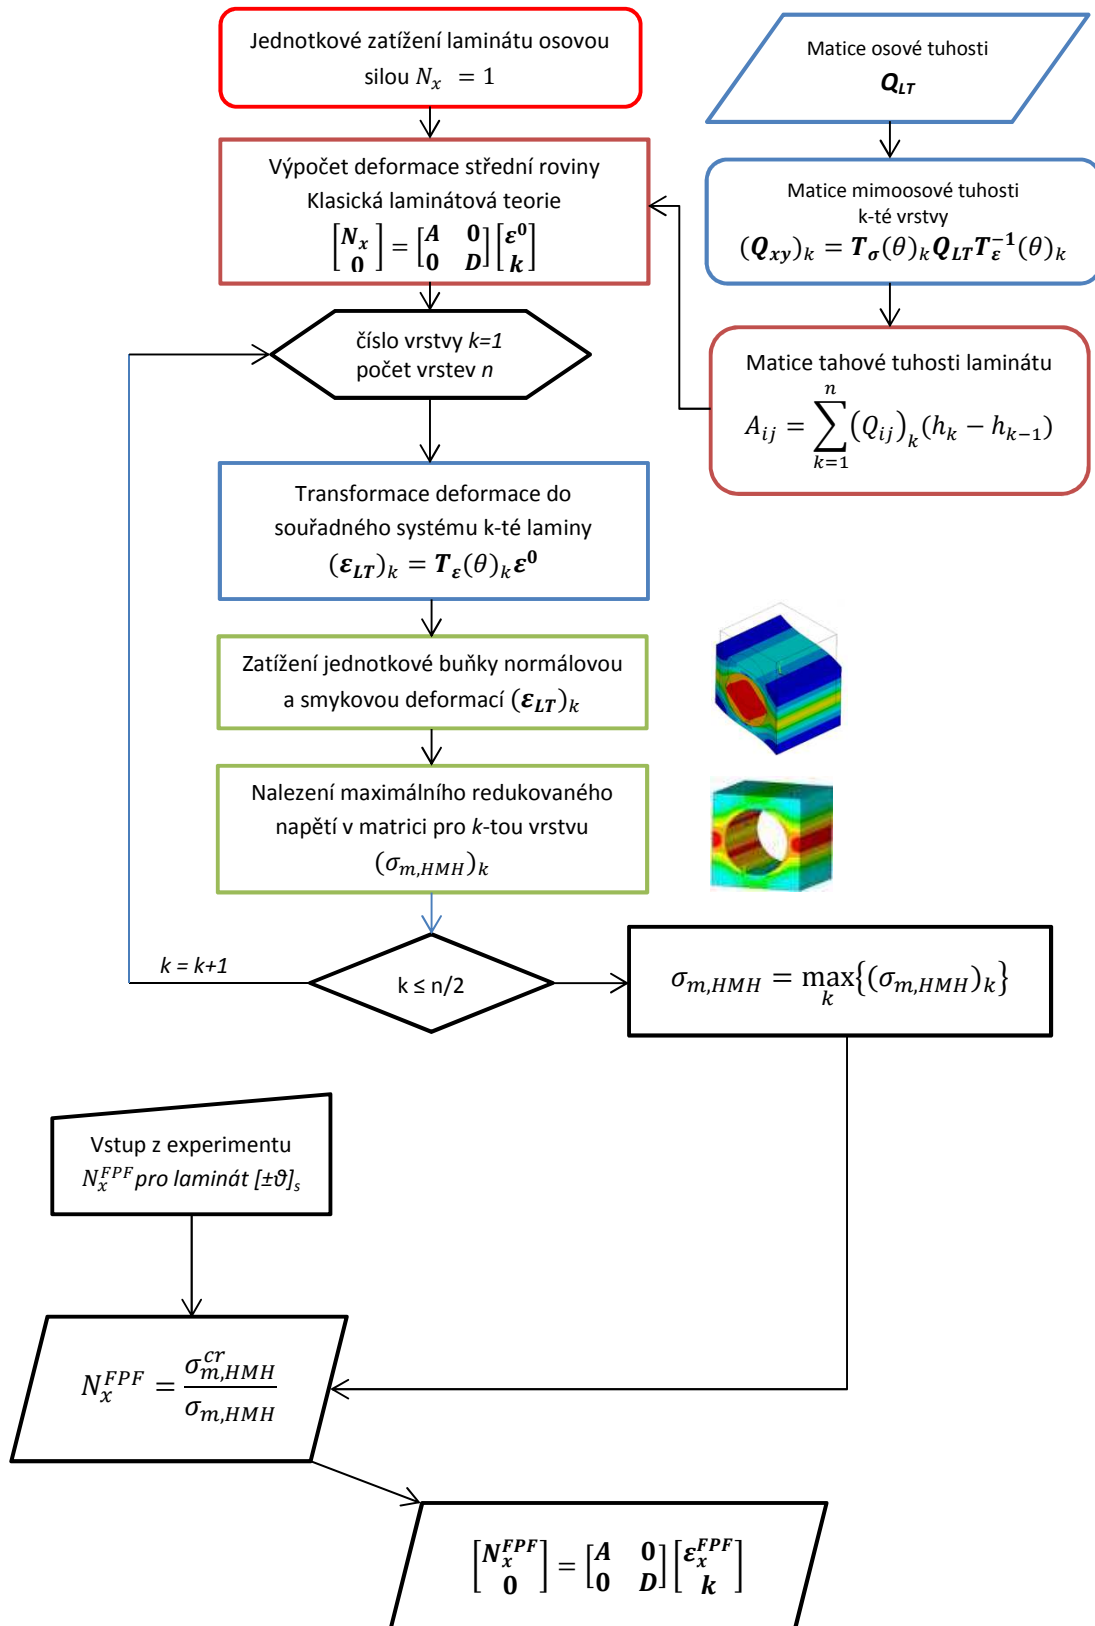 Jednotkové zatížení laminátu osovou
silou N_x = 1
Matice osové tuhosti
Q_LT
Výpočet deformace střední roviny
Klasická laminátová teorie
[N_x; 0] = [A 0; 0 D][ε^0; k]
Matice mimoosové tuhosti
k-té vrstvy
(Q_xy)_k = T_σ(θ)_k Q_LT T_ε^{-1}(θ)_k
číslo vrstvy k=1
počet vrstev n
Matice tahové tuhosti laminátu
A_ij = ∑_{k=1}^{n} (Q_ij)_k (h_k − h_{k−1})
Transformace deformace do
souřadného systému k-té laminy
(ε_LT)_k = T_ε(θ)_k ε^0
Zatížení jednotkové buňky normálovou
a smykovou deformací (ε_LT)_k
Nalezení maximálního redukovaného
napětí v matrici pro k-tou vrstvu
(σ_{m,HMH})_k
k = k+1
k ≤ n/2
σ_{m,HMH} = max_k{(σ_{m,HMH})_k}
Vstup z experimentu
N_x^{FPF} pro laminát [±ϑ]_s
N_x^{FPF} = σ_{m,HMH}^{cr} / σ_{m,HMH}
[N_x^{FPF}; 0] = [A 0; 0 D][ε_x^{FPF}; k]